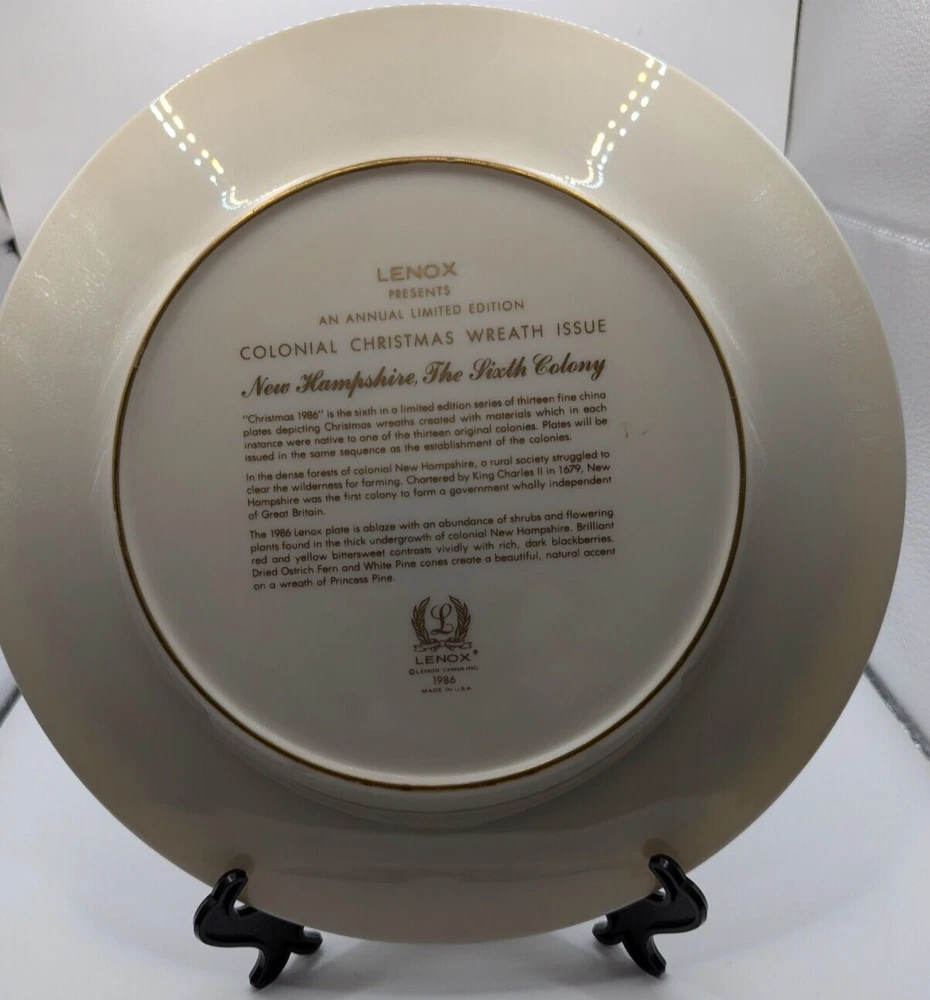 LENOX
PRESENTS
AN ANNUAL LIMITED EDITION
COLONIAL CHRISTMAS WREATH ISSUE
New Hampshire, The Sixth Colony
"Christmas 1986" is the sixth in a limited edition series of thirteen fine china
plates depicting Christmas wreaths created with materials which in each
instance were native to one of the thirteen original colonies. Plates will be
issued in the same sequence as the establishment of the colonies.
In the dense forests of colonial New Hampshire, a rural society struggled to
clear the wilderness for farming. Chartered by King Charles II in 1679, New
Hampshire was the first colony to form a government wholly independent
of Great Britain.
The 1986 Lenox plate is ablaze with an abundance of shrubs and flowering
plants found in the thick undergrowth of colonial New Hampshire. Brilliant
red and yellow bittersweet contrasts vividly with rich, dark blackberries.
Dried Ostrich Fern and White Pine cones create a beautiful, natural accent
on a wreath of Princess Pine.
L
LENOX®
© LENOX CHINA, INC.
1986
MADE IN U.S.A.